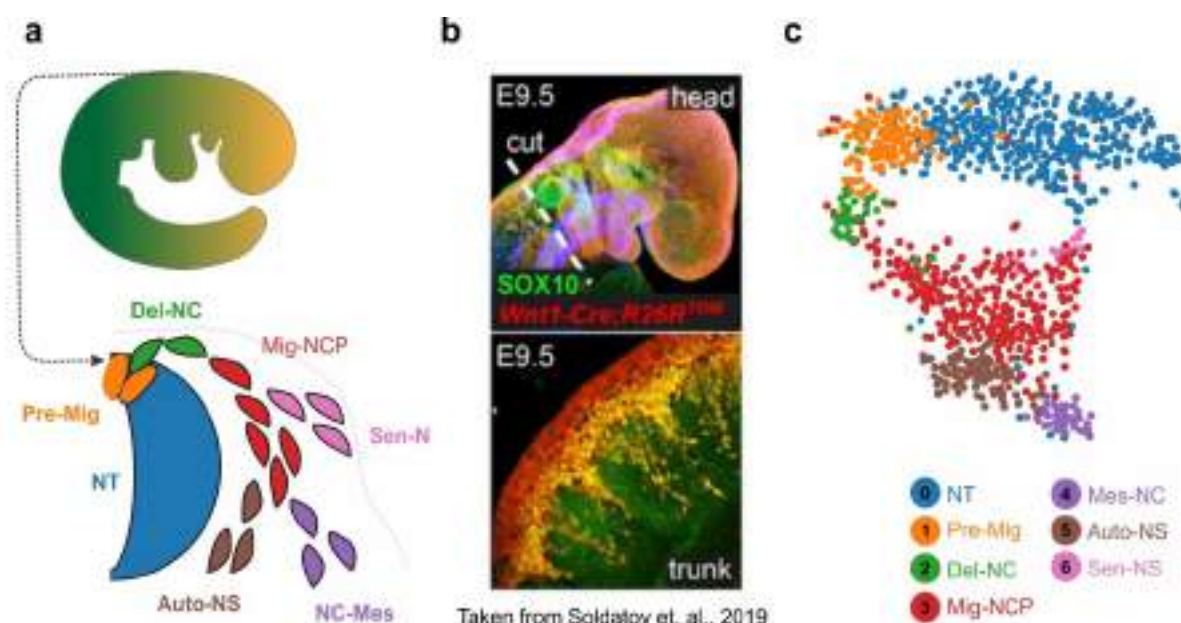 a
b
c
E9.5
head
cut
SOX10
Wnt1-Cre;R26R
E9.5
trunk
Taken from Soldatov et. al., 2019
Del-NC
Mig-NCP
Pre-Mig
Sen-N
NT
Auto-NS
NC-Mes
0 NT
1 Pre-Mig
2 Del-NC
3 Mig-NCP
4 Mes-NC
5 Auto-NS
6 Sen-NS